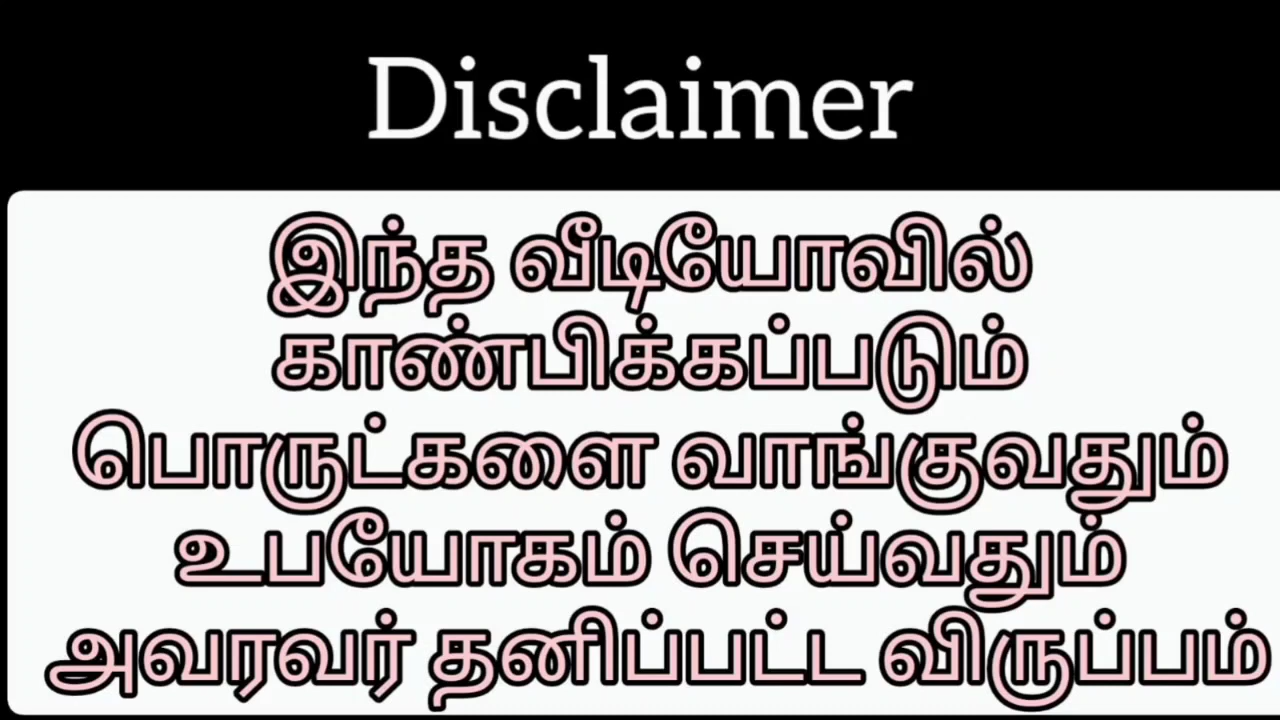 Disclaimer
இந்த வீடியோவில்
காண்பிக்கப்படும்
பொருட்களை வாங்குவதும்
உபயோகம் செய்வதும்
அவரவர் தனிப்பட்ட விருப்பம்